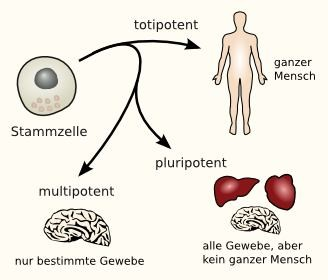 totipotent
ganzer
Mensch
Stammzelle
pluripotent
multipotent
alle Gewebe, aber
kein ganzer Mensch
nur bestimmte Gewebe